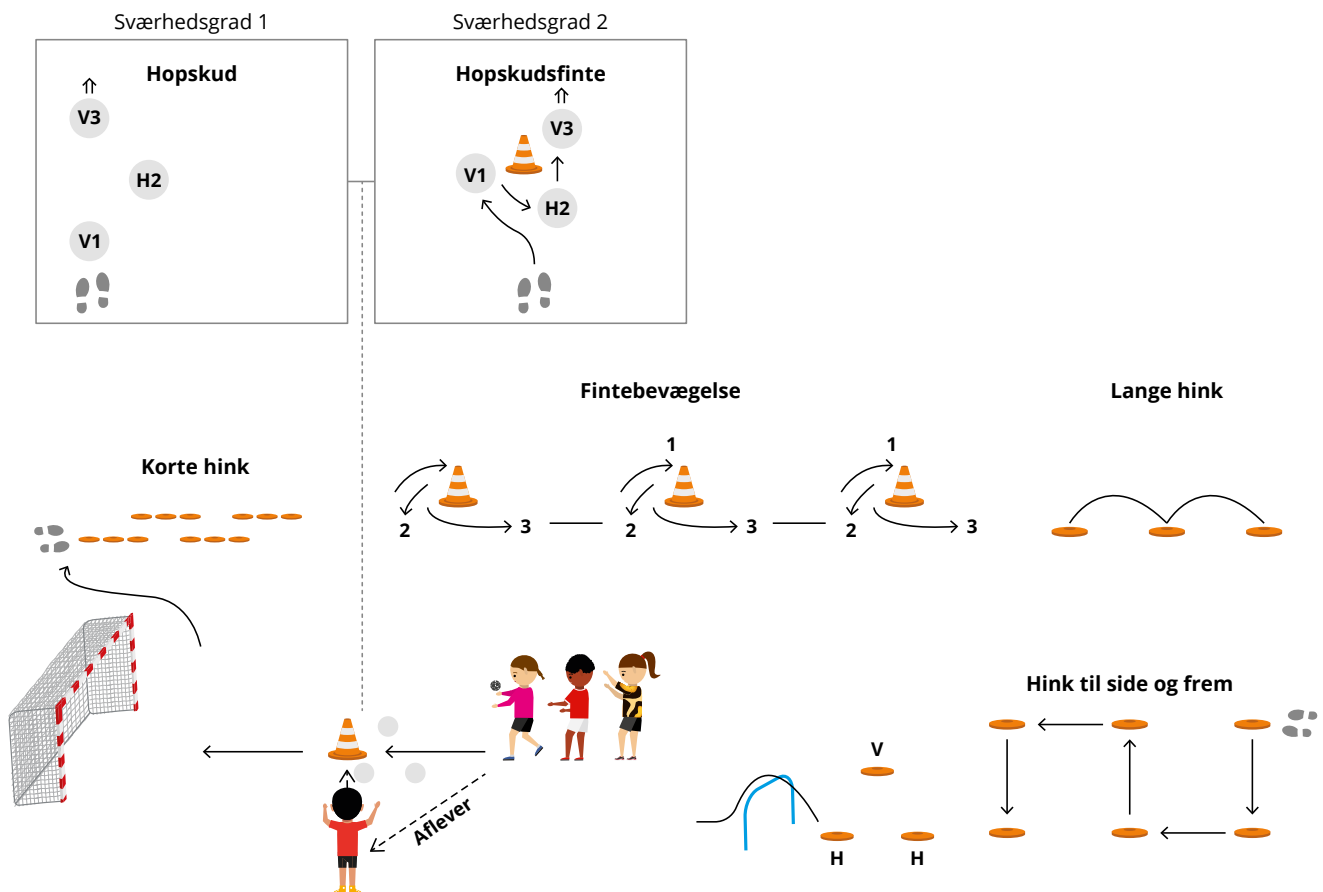 Sværhedsgrad 1
Hopskud
V3
H2
V1
Sværhedsgrad 2
Hopskudsfinte
V3
V1
H2
Fintebevægelse
Lange hink
Korte hink
1
1
2
3
2
3
2
3
Hink til side og frem
Aflever
V
H
H